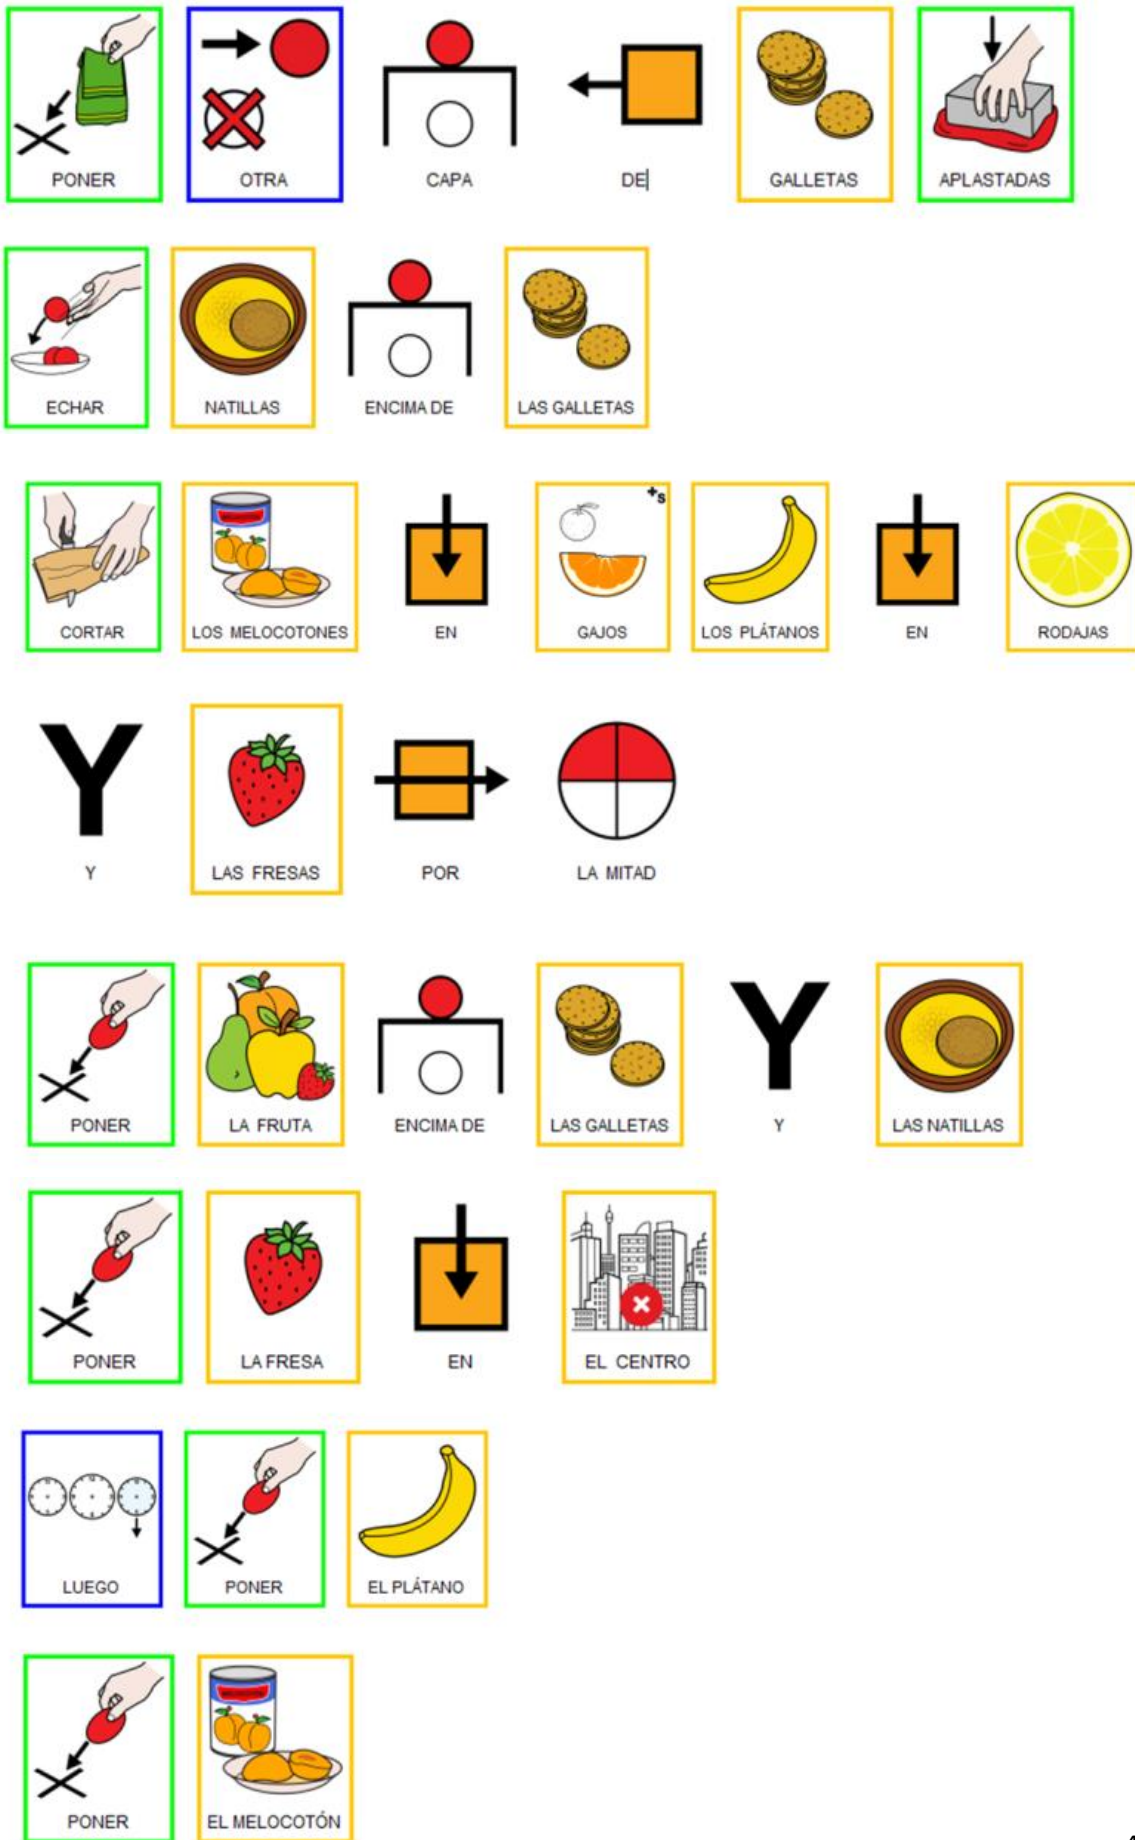 PONER OTRA CAPA DE GALLETAS APLASTADAS
ECHAR NATILLAS ENCIMA DE LAS GALLETAS
+s
CORTAR LOS MELOCOTONES EN GAJOS LOS PLÁTANOS EN RODAJAS
Y
Y LAS FRESAS POR LA MITAD
Y
PONER LA FRUTA ENCIMA DE LAS GALLETAS Y LAS NATILLAS
PONER LA FRESA EN EL CENTRO
LUEGO PONER EL PLÁTANO
PONER EL MELOCOTÓN